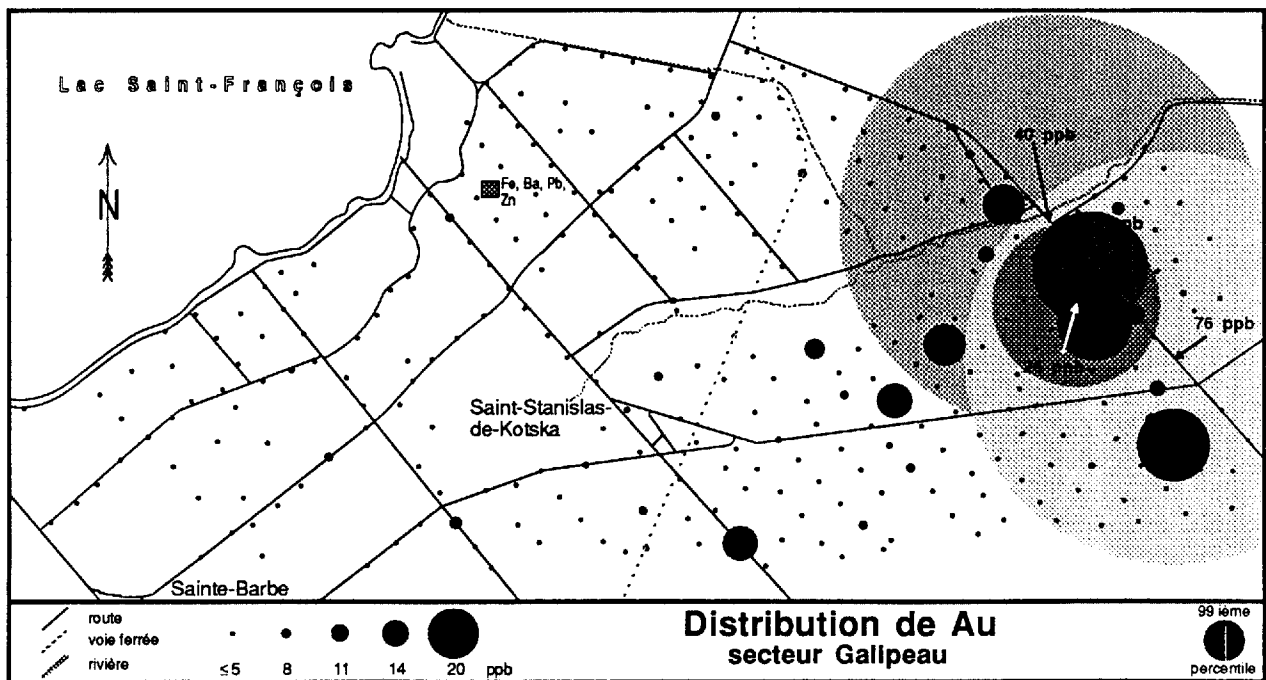 Lac Saint-François
N
Fe, Ba, Pb,
Zn
40 ppb
76 ppb
Saint-Stanislas-
de-Kotska
Sainte-Barbe
route
voie ferrée
rivière
≤5 8 11 14 20 ppb
Distribution de Au
secteur Galipeau
99 ième
percentile